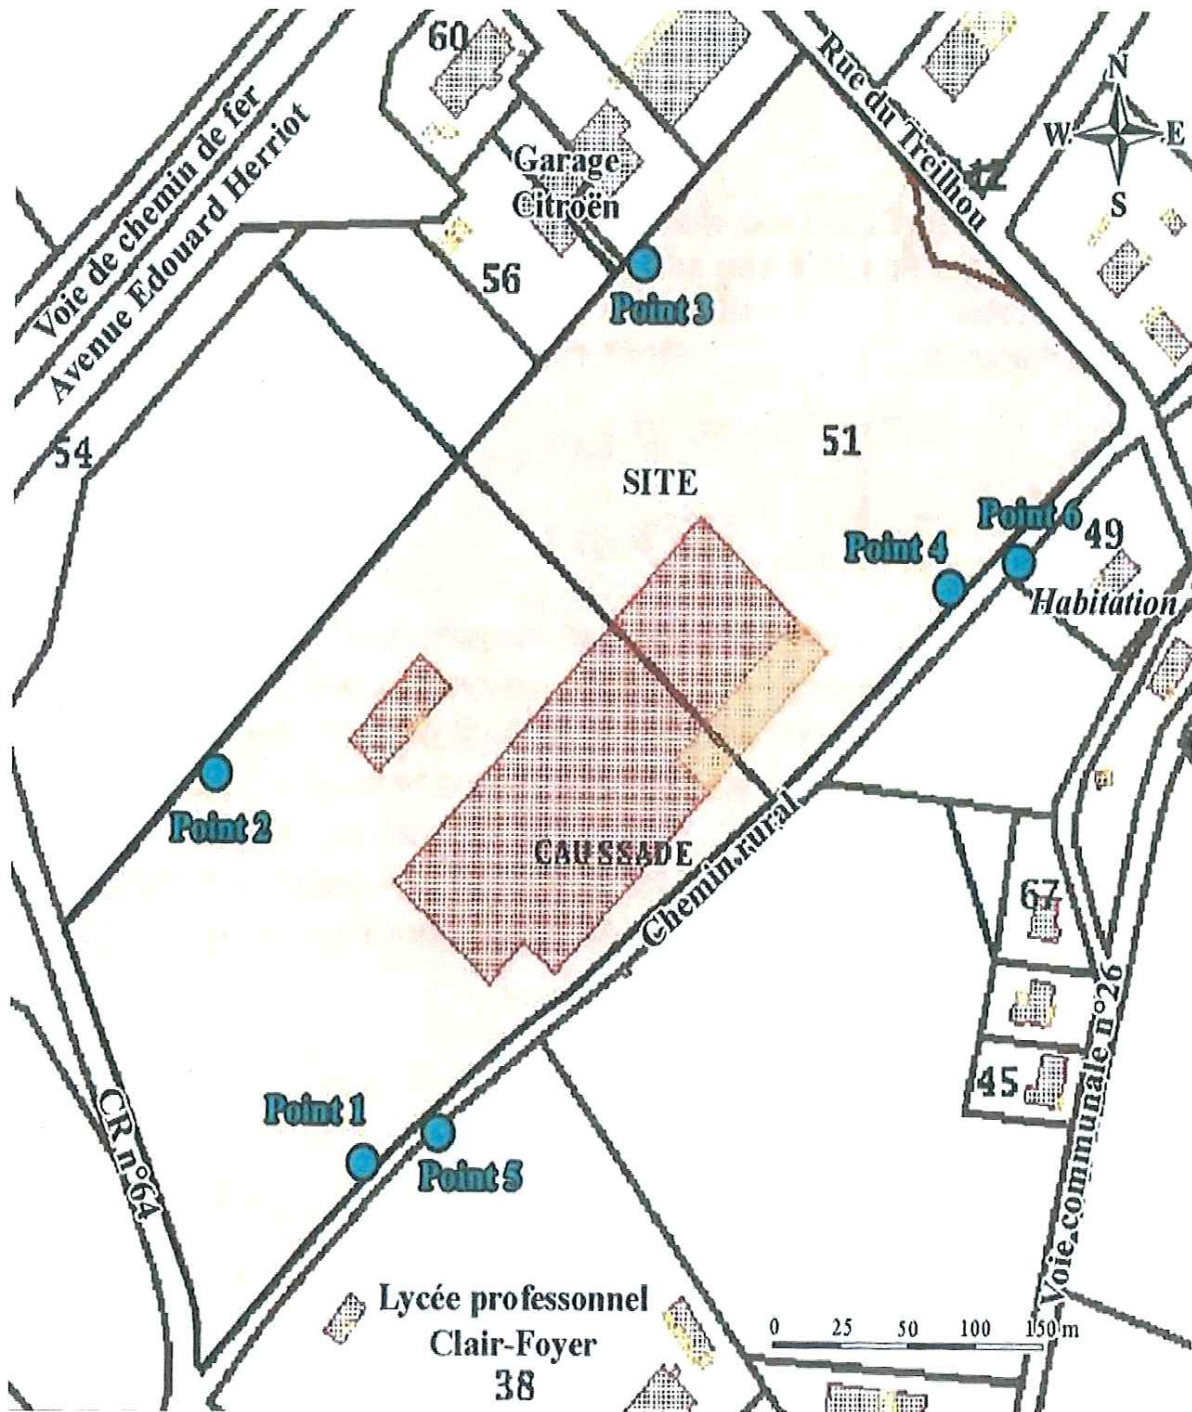 60
Rue du Treilhou
N
W E
S
Voie de chemin de fer
Avenue Edouard Herriot
Garage
Citroën
56
Point 3
54
51
SITE
Point 6
49
Point 4
Habitation
Point 2
CAUSSADE
Chemin rural
67
Voie communale n°26
45
CR n°64
Point 1
Point 5
Lycée professonnel
Clair-Foyer
38
0 25 50 100 150 m